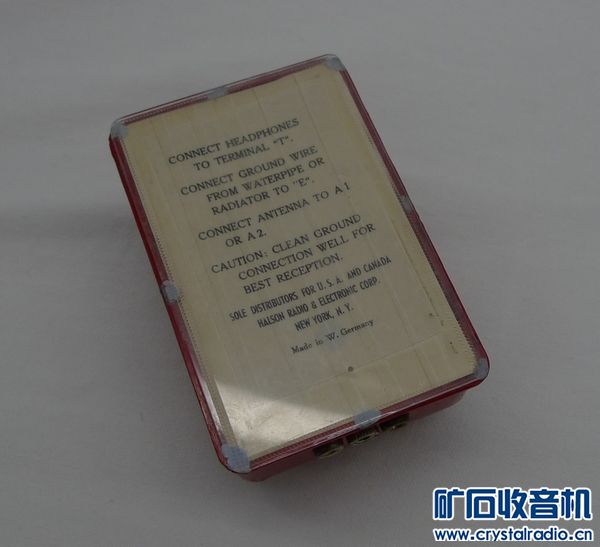 CONNECT HEADPHONES
TO TERMINAL "T".
CONNECT GROUND WIRE
FROM WATERPIPE OR
RADIATOR TO "E".
CONNECT ANTENNA TO A 1
OR A 2.
CAUTION: CLEAN GROUND
CONNECTION WELL FOR
BEST RECEPTION.
SOLE DISTRIBUTORS FOR U.S.A. AND CANADA
HALSON RADIO & ELECTRONIC CORP.
NEW YORK, N.Y.
Made in W. Germany
矿石收音机
www.crystalradio.cn